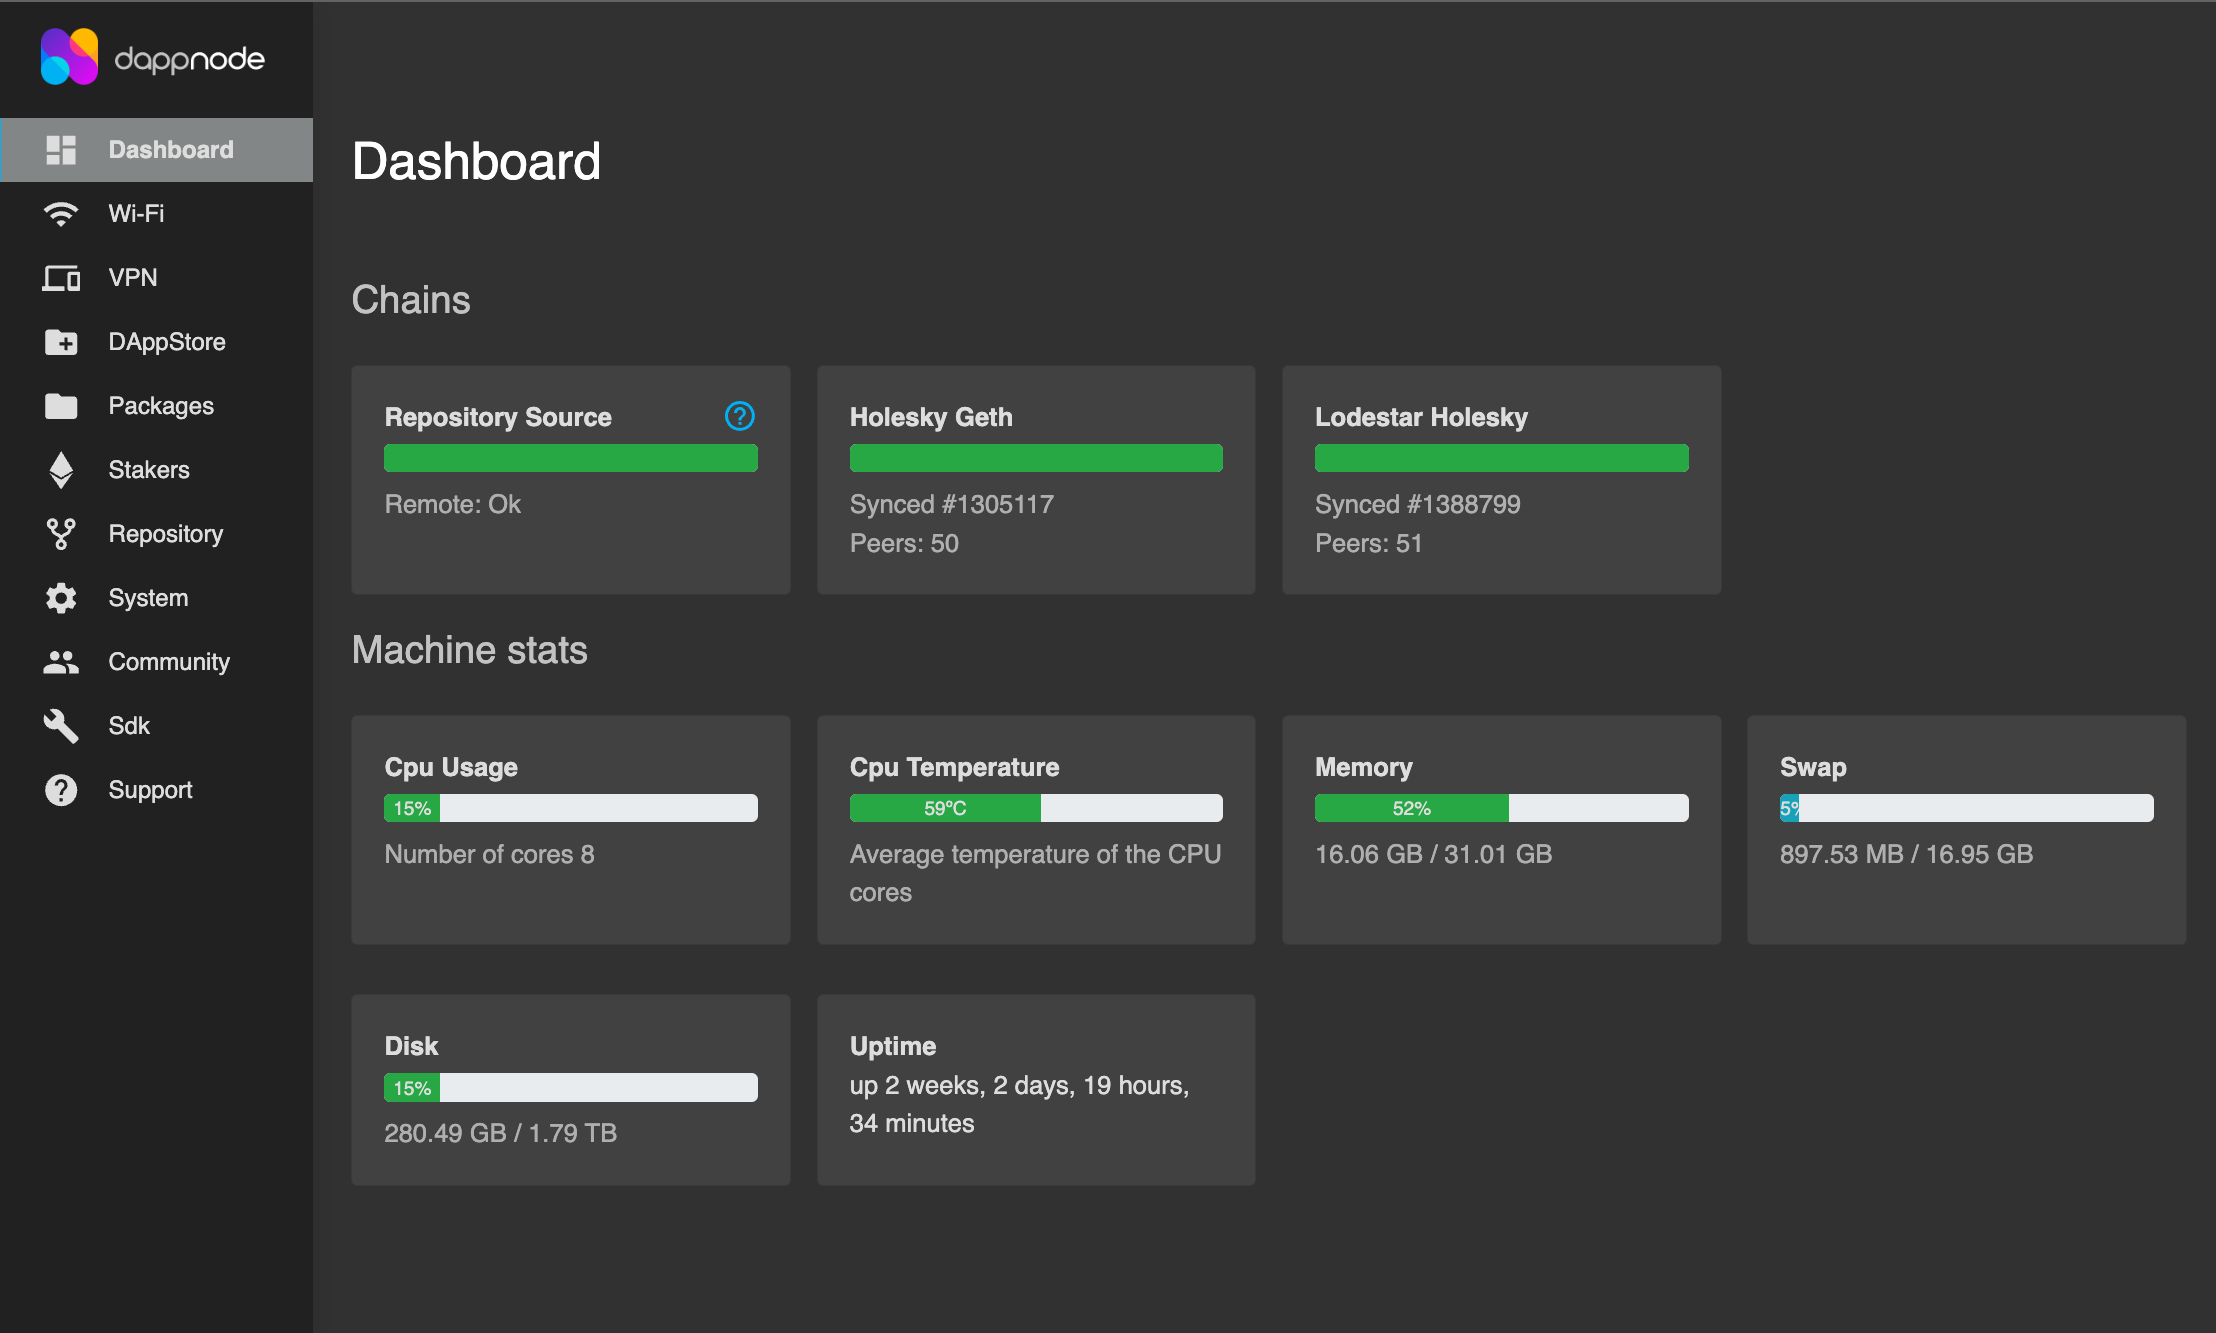 dappnode
Dashboard
Wi-Fi
VPN
DAppStore
Packages
Stakers
Repository
System
Community
Sdk
Support
Dashboard
Chains
Repository Source
Remote: Ok
Holesky Geth
Synced #1305117
Peers: 50
Lodestar Holesky
Synced #1388799
Peers: 51
Machine stats
Cpu Usage
15%
Number of cores 8
Cpu Temperature
59ºC
Average temperature of the CPU
cores
Memory
52%
16.06 GB / 31.01 GB
Swap
5%
897.53 MB / 16.95 GB
Disk
15%
280.49 GB / 1.79 TB
Uptime
up 2 weeks, 2 days, 19 hours,
34 minutes